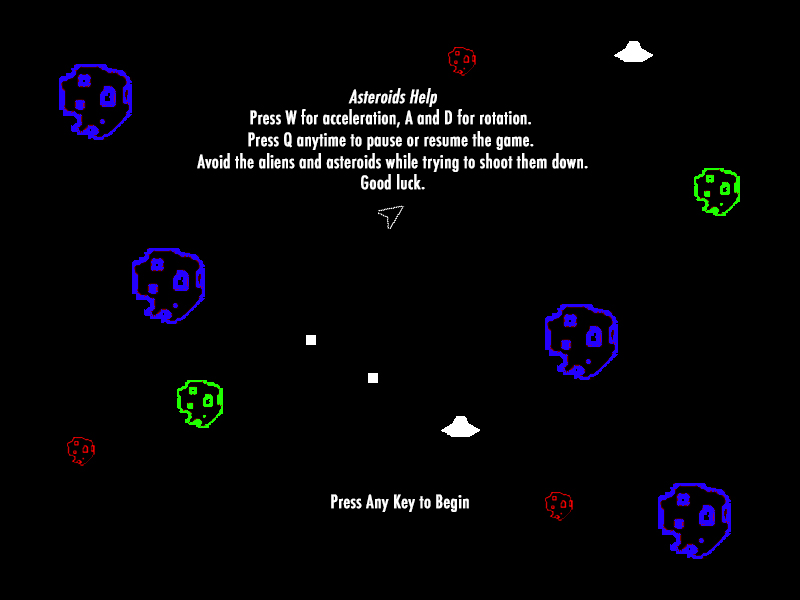 Asteroids Help
Press W for acceleration, A and D for rotation.
Press Q anytime to pause or resume the game.
Avoid the aliens and asteroids while trying to shoot them down.
Good luck.
Press Any Key to Begin